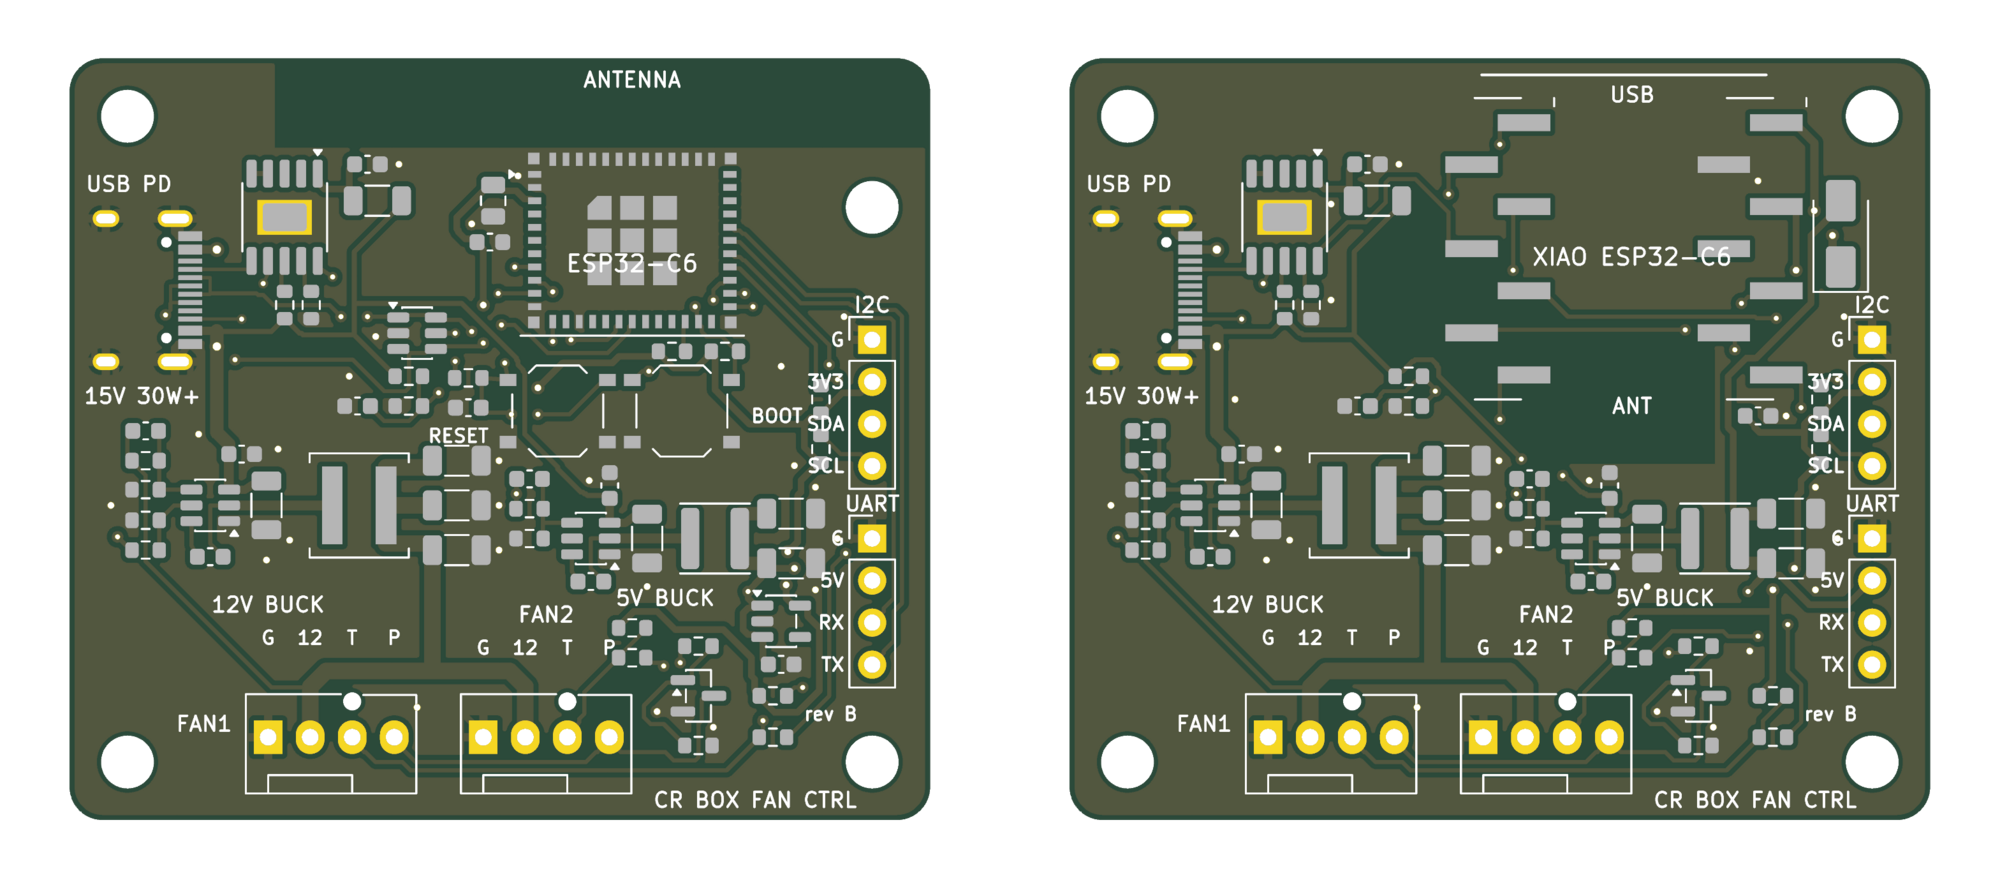 ANTENNA
USB PD
ESP32-C6
I2C
G
3V3
15V 30W+
BOOT
SDA
RESET
SCL
UART
G
5V
5V BUCK
12V BUCK
FAN2
RX
G 12 T P
G 12 T P
TX
rev B
FAN1
CR BOX FAN CTRL
USB
USB PD
XIAO ESP32-C6
I2C
G
3V3
15V 30W+
ANT
SDA
SCL
UART
G
5V
5V BUCK
12V BUCK
FAN2
RX
G 12 T P
G 12 T P
TX
rev B
FAN1
CR BOX FAN CTRL